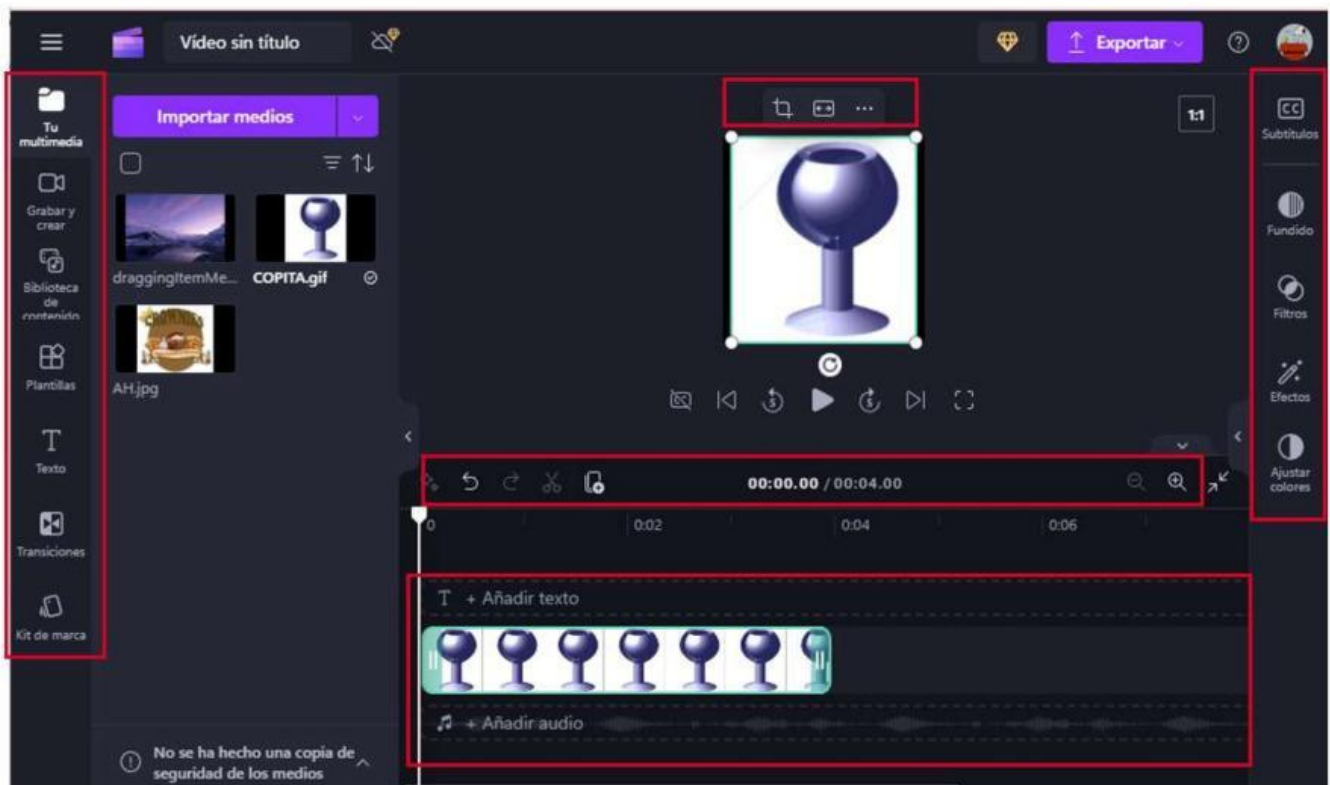 Vídeo sin título
Exportar
Tu
multimedia
Grabar y
crear
Biblioteca
de
contenido
Plantillas
Texto
Transiciones
Kit de marca
Importar medios
draggingItemMe...
COPITA.gif
AH.jpg
No se ha hecho una copia de
seguridad de los medios
1:1
5
5
00:00.00 / 00:04.00
0
0:02
0:04
0:06
T + Añadir texto
+ Añadir audio
CC
Subtítulos
Fundido
Filtros
Efectos
Ajustar
colores